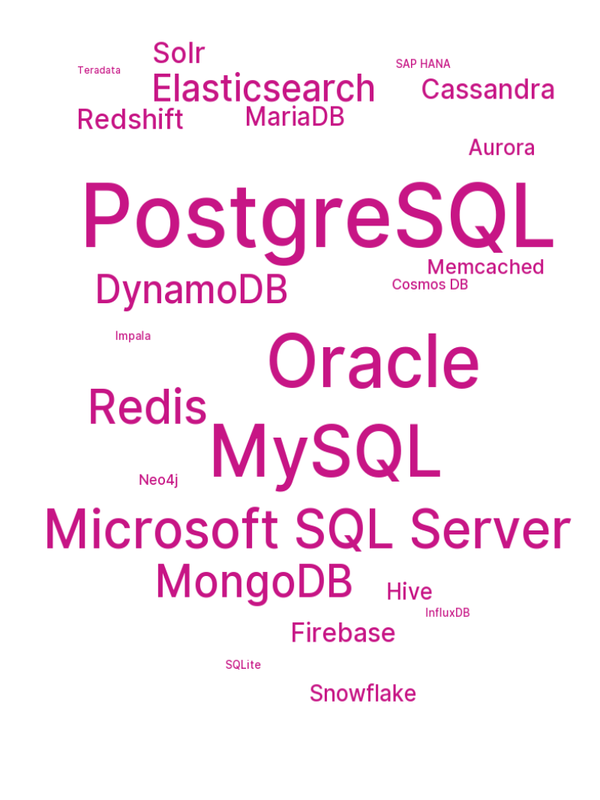 Solr
SAP HANA
Teradata
Elasticsearch
Cassandra
Redshift
MariaDB
Aurora
PostgreSQL
Memcached
DynamoDB
Cosmos DB
Impala
Oracle
Redis
MySQL
Neo4j
Microsoft SQL Server
MongoDB
Hive
InfluxDB
Firebase
SQLite
Snowflake